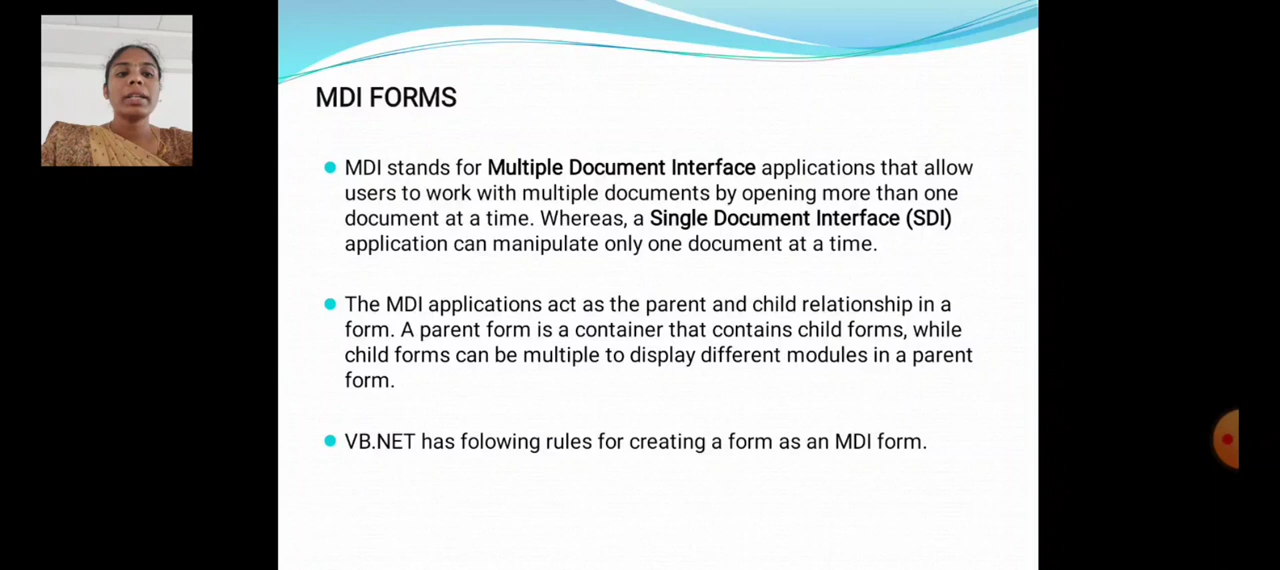 MDI FORMS
MDI stands for Multiple Document Interface applications that allow
users to work with multiple documents by opening more than one
document at a time. Whereas, a Single Document Interface (SDI)
application can manipulate only one document at a time.
The MDI applications act as the parent and child relationship in a
form. A parent form is a container that contains child forms, while
child forms can be multiple to display different modules in a parent
form.
VB.NET has folowing rules for creating a form as an MDI form.